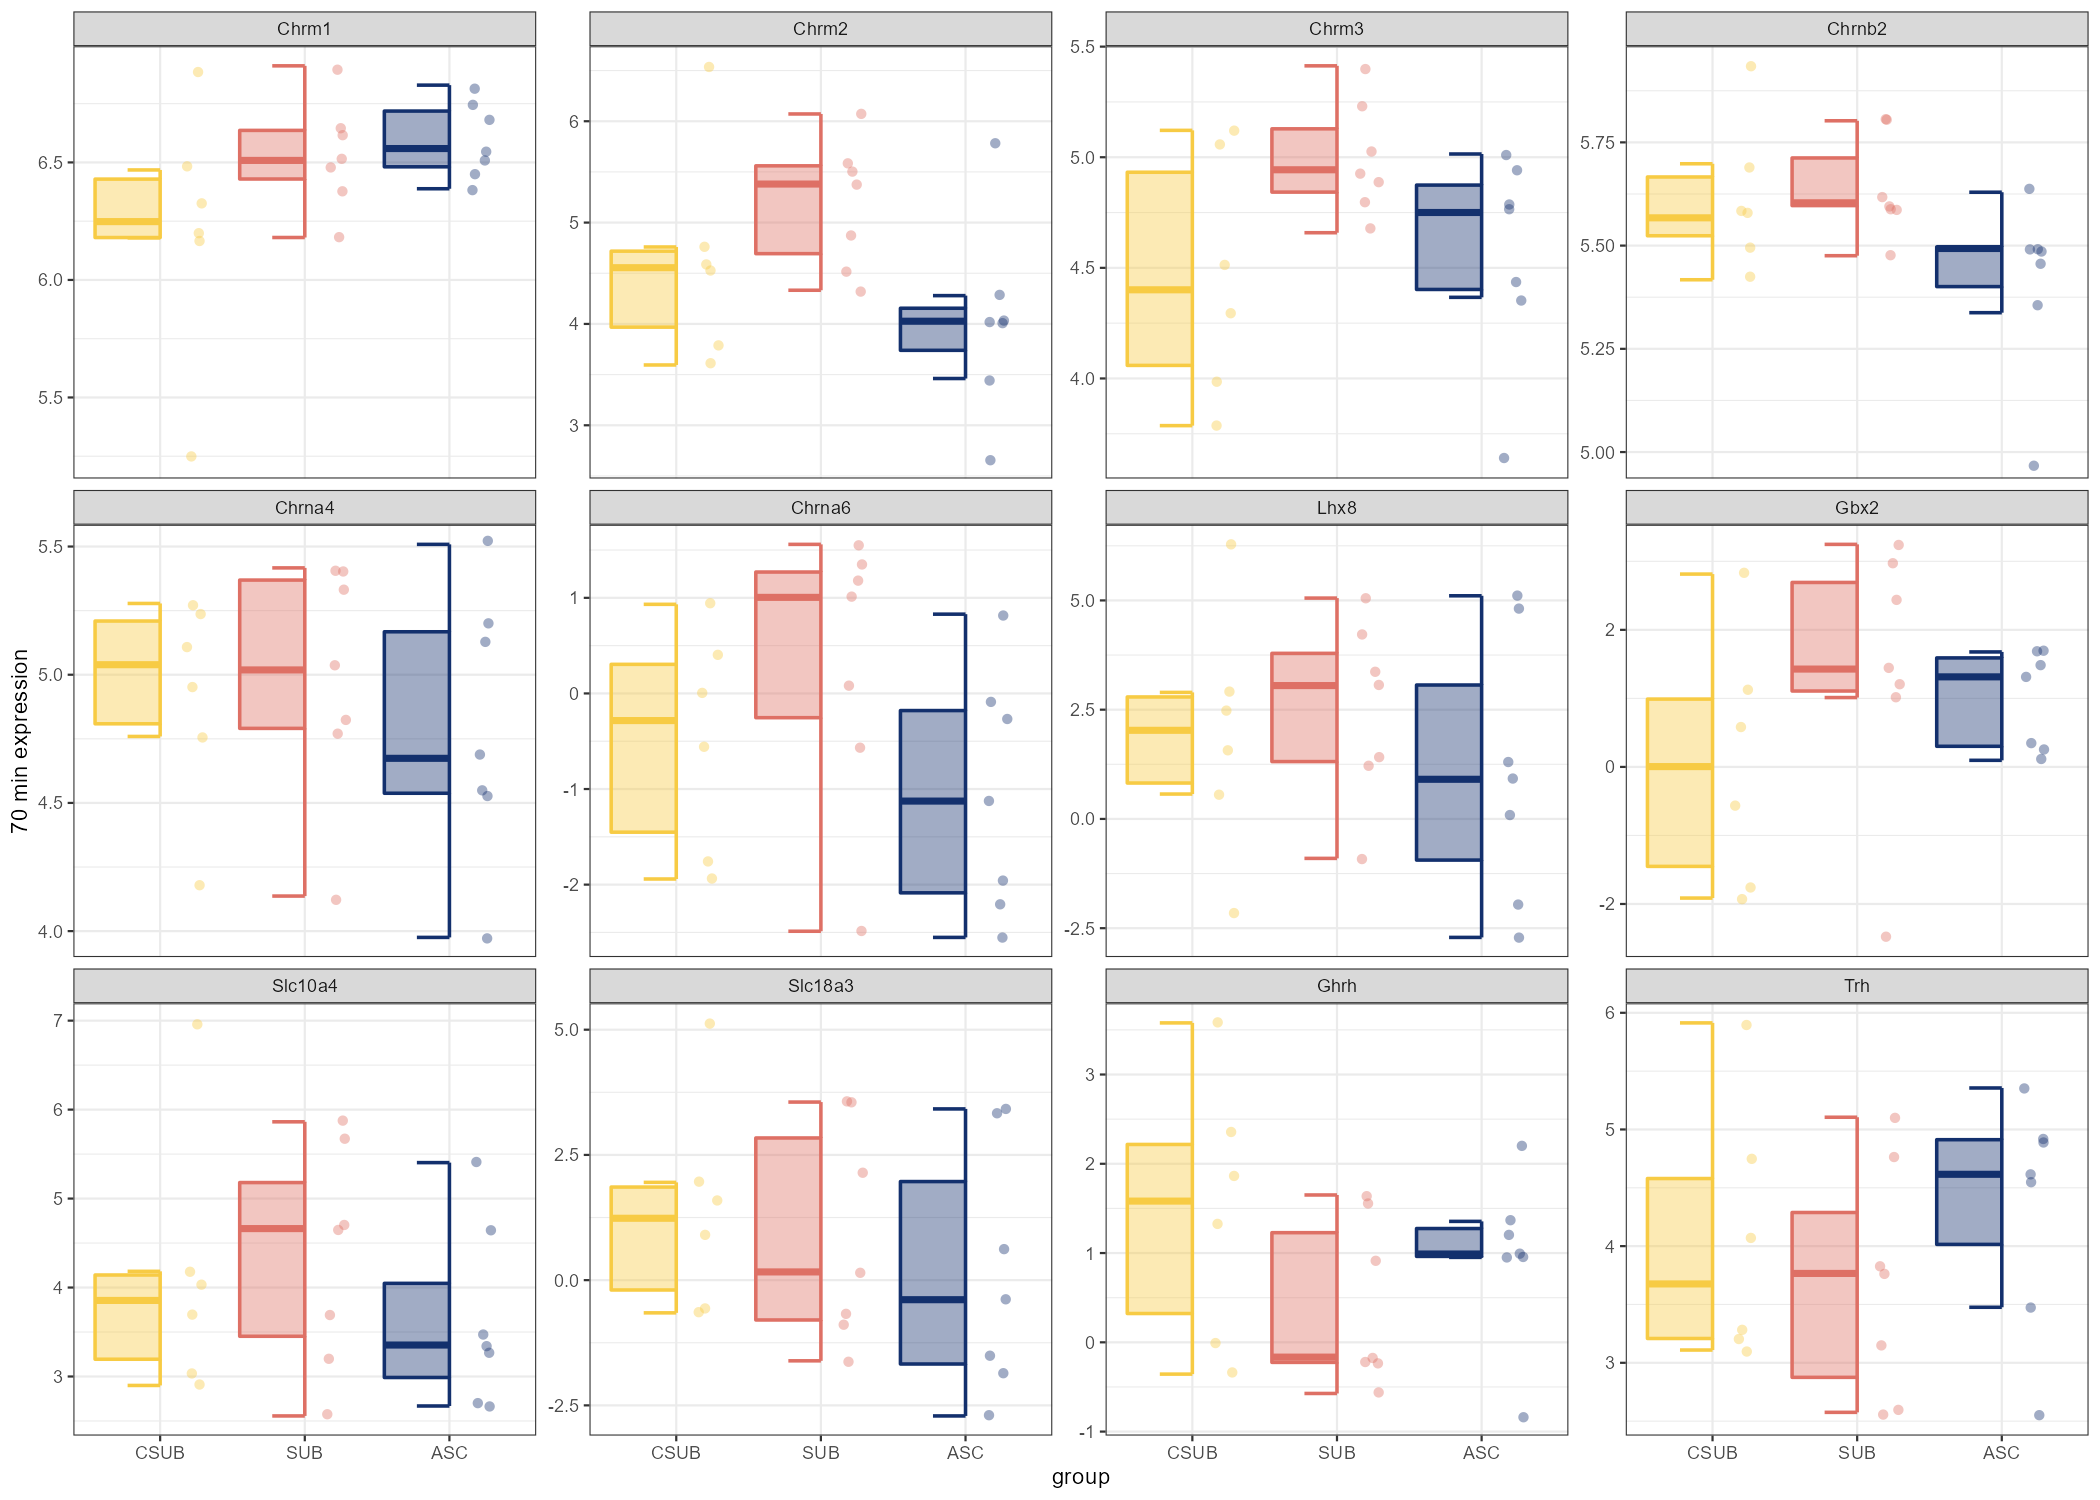 Chrm1 Chrm2 Chrm3 Chrnb2
6.5 6.0 5.5
6 5 4 3
5.5 5.0 4.5 4.0
5.75 5.50 5.25 5.00
Chrna4 Chrna6 Lhx8 Gbx2
5.5 5.0 4.5 4.0
1 0 -1 -2
5.0 2.5 0.0 -2.5
2 0 -2
70 min expression
Slc10a4 Slc18a3 Ghrh Trh
7 6 5 4 3
5.0 2.5 0.0 -2.5
3 2 1 0 -1
6 5 4 3
CSUB SUB ASC CSUB SUB ASC CSUB SUB ASC CSUB SUB ASC
group